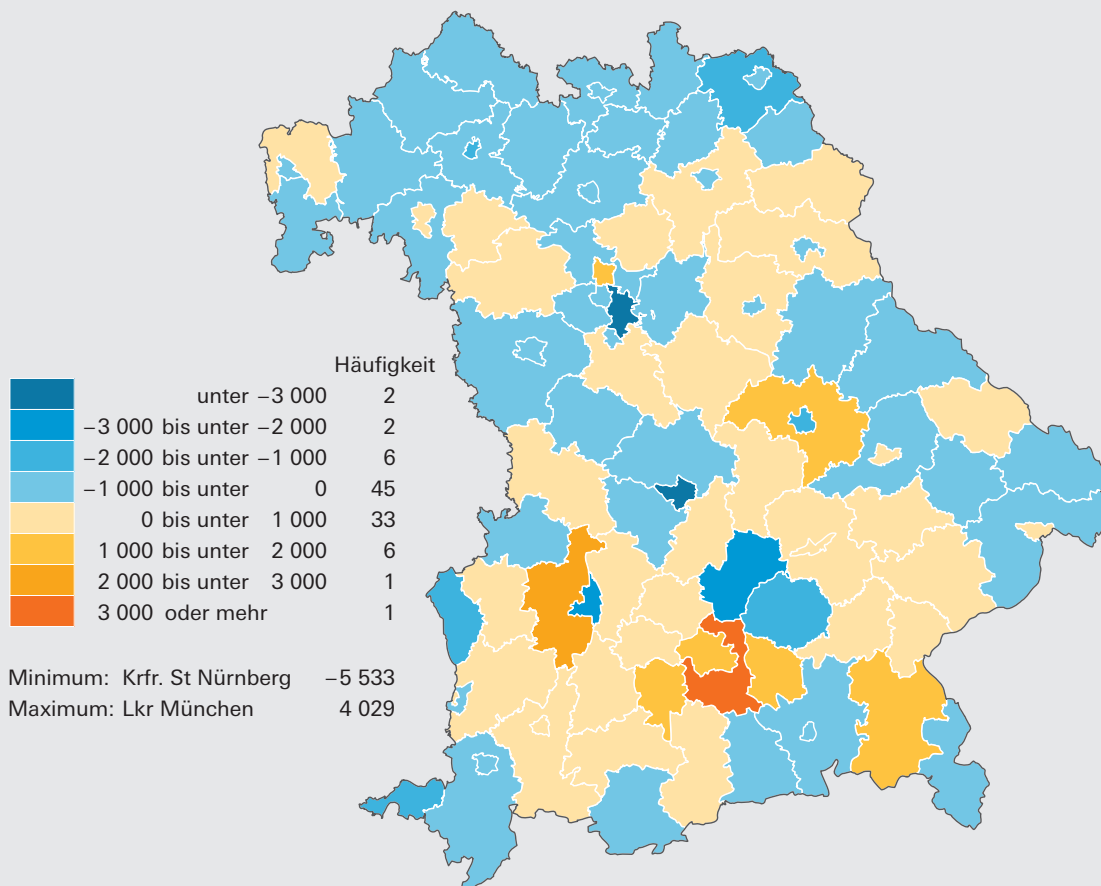 Häufigkeit
unter −3 000 2
−3 000 bis unter −2 000 2
−2 000 bis unter −1 000 6
−1 000 bis unter 0 45
0 bis unter 1 000 33
1 000 bis unter 2 000 6
2 000 bis unter 3 000 1
3 000 oder mehr 1
Minimum: Krfr. St Nürnberg −5 533
Maximum: Lkr München 4 029